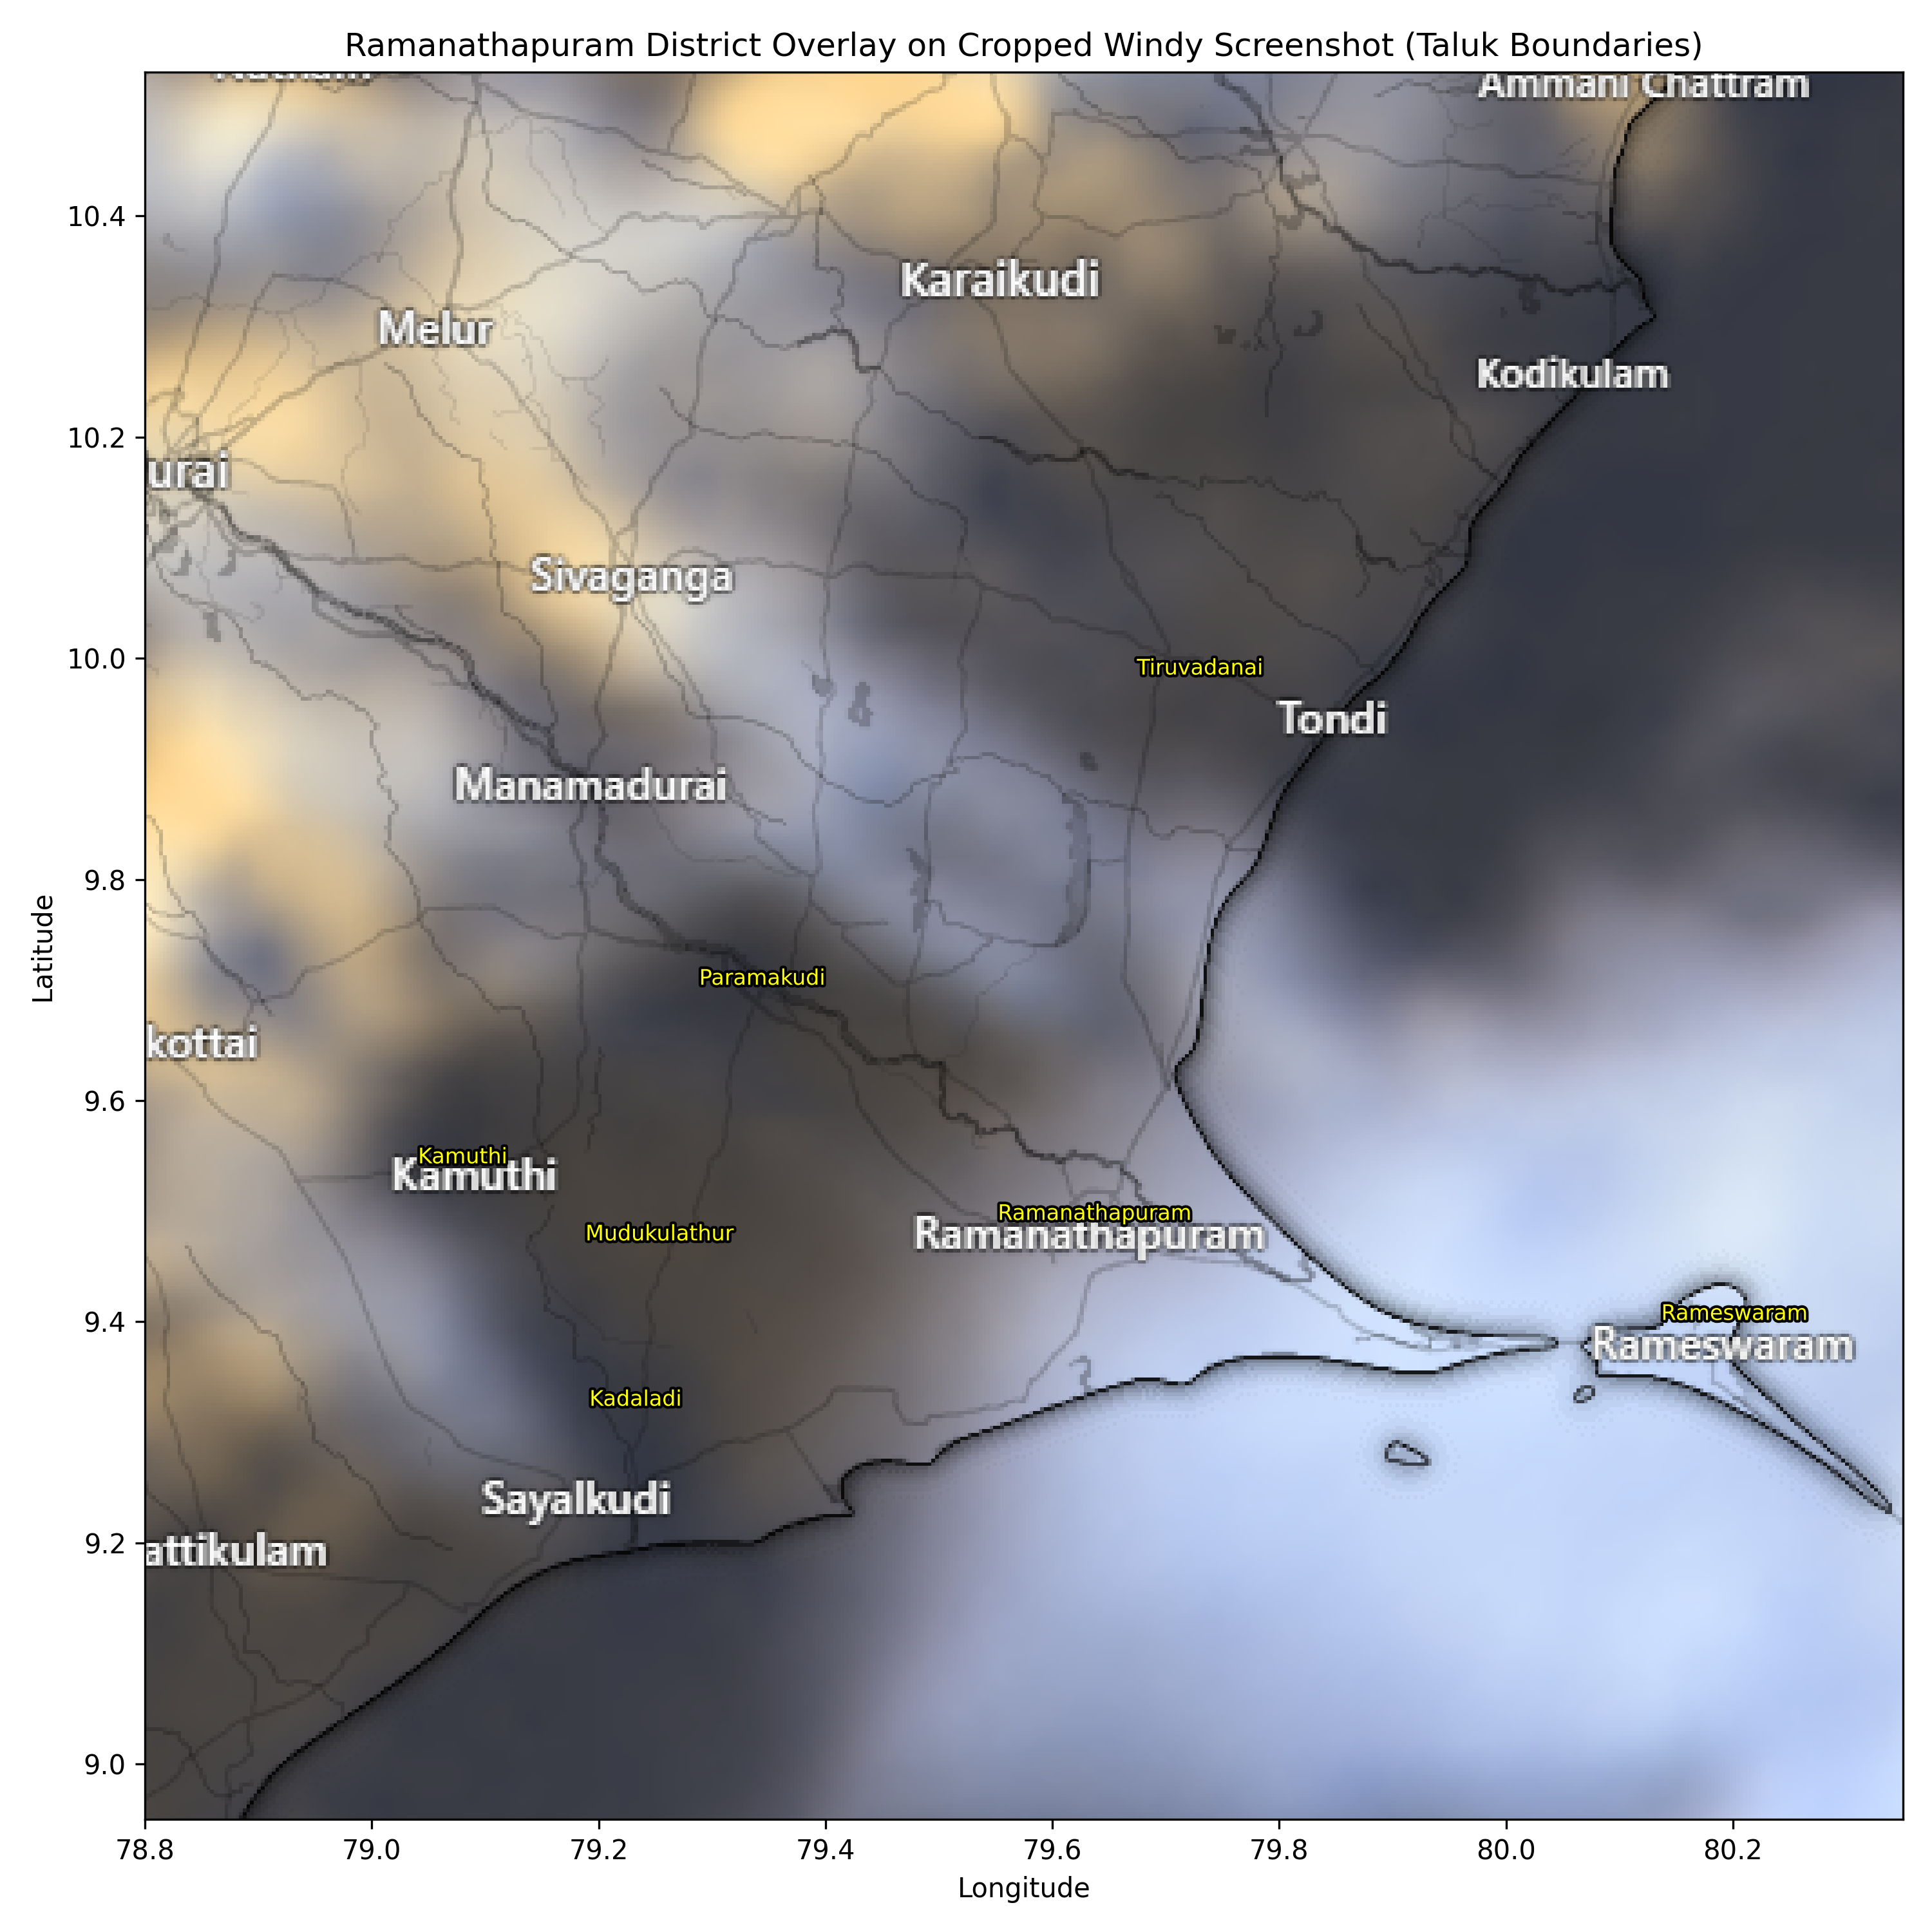 Ramanathapuram District Overlay on Cropped Windy Screenshot (Taluk Boundaries)
Ammani Chattram
10.4
Karaikudi
Melur
Kodikulam
10.2
urai
Sivaganga
10.0
Tiruvadanai
Tondi
Manamadurai
9.8
Latitude
Paramakudi
kottai
9.6
Kamuthi
Kamuthi
Ramanathapuram
Mudukulathur
Ramanathapuram
9.4
Rameswaram
Rameswaram
Kadaladi
Sayalkudi
9.2
attikulam
9.0
78.8 79.0 79.2 79.4 79.6 79.8 80.0 80.2
Longitude